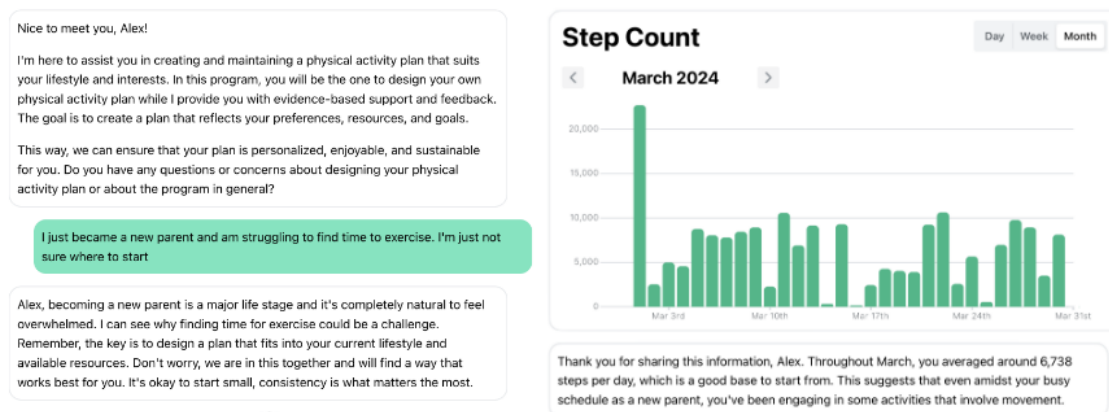 Nice to meet you, Alex!
I'm here to assist you in creating and maintaining a physical activity plan that suits
your lifestyle and interests. In this program, you will be the one to design your own
physical activity plan while I provide you with evidence-based support and feedback.
The goal is to create a plan that reflects your preferences, resources, and goals.
This way, we can ensure that your plan is personalized, enjoyable, and sustainable
for you. Do you have any questions or concerns about designing your physical
activity plan or about the program in general?
I just became a new parent and am struggling to find time to exercise. I'm just not
sure where to start
Alex, becoming a new parent is a major life stage and it's completely natural to feel
overwhelmed. I can see why finding time for exercise could be a challenge.
Remember, the key is to design a plan that fits into your current lifestyle and
available resources. Don't worry, we are in this together and will find a way that
works best for you. It's okay to start small, consistency is what matters the most.
Step Count
Day Week Month
< March 2024 >
20,000
15,000
10,000
5,000
0
Mar 3rd Mar 10th Mar 17th Mar 24th Mar 31st
Thank you for sharing this information, Alex. Throughout March, you averaged around 6,738
steps per day, which is a good base to start from. This suggests that even amidst your busy
schedule as a new parent, you've been engaging in some activities that involve movement.